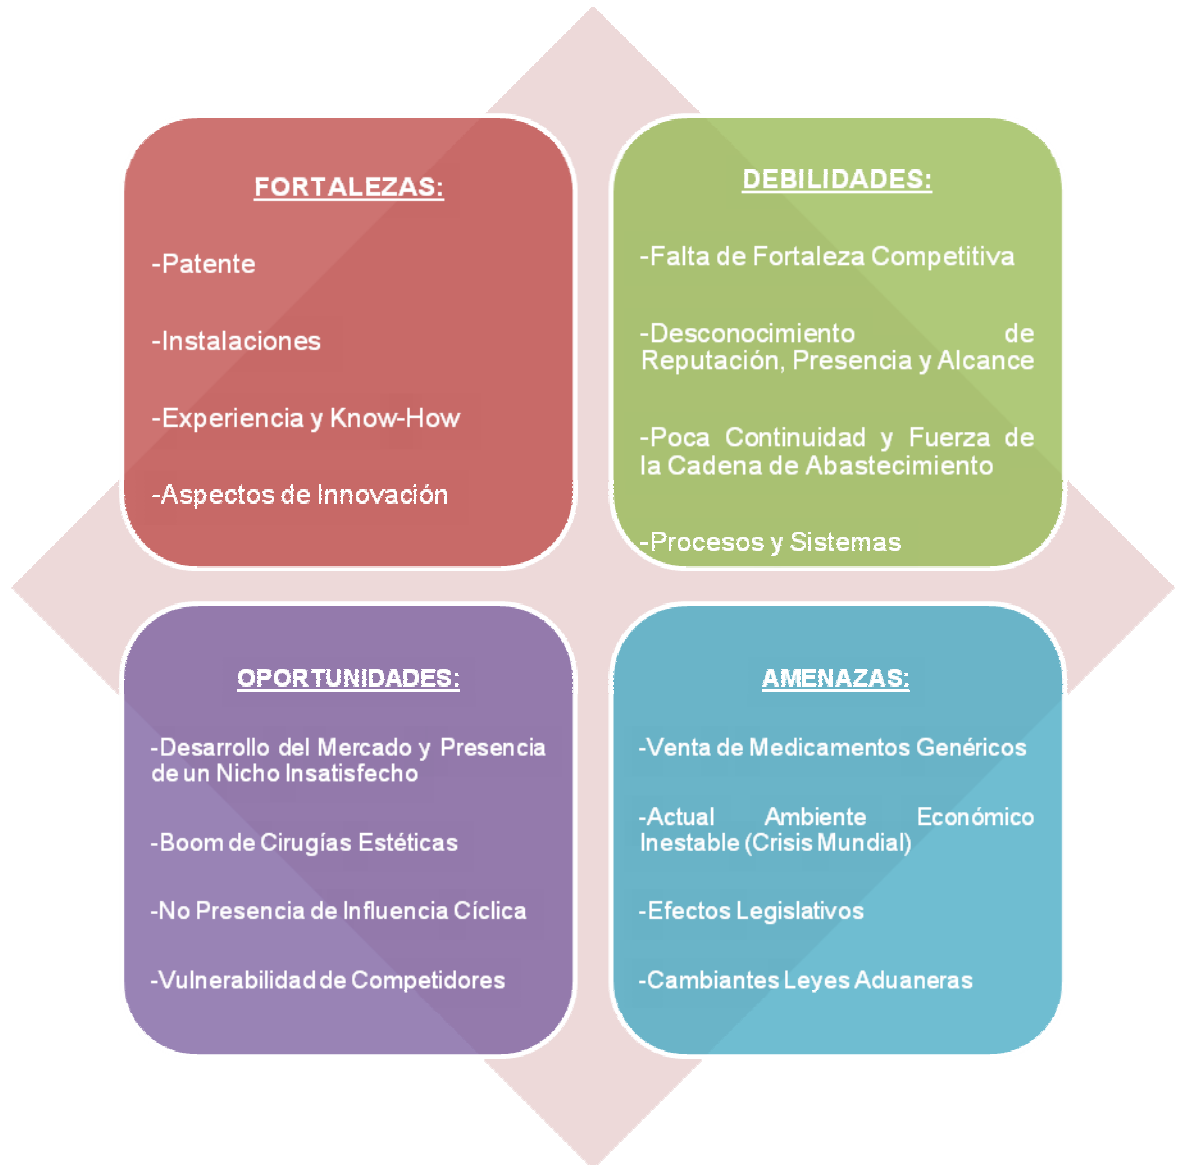 FORTALEZAS:
-Patente
-Instalaciones
-Experiencia y Know-How
-Aspectos de Innovación
DEBILIDADES:
-Falta de Fortaleza Competitiva
-Desconocimiento de
Reputación, Presencia y Alcance
-Poca Continuidad y Fuerza de
la Cadena de Abastecimiento
-Procesos y Sistemas
OPORTUNIDADES:
-Desarrollo del Mercado y Presencia
de un Nicho Insatisfecho
-Boom de Cirugías Estéticas
-No Presencia de Influencia Cíclica
-Vulnerabilidad de Competidores
AMENAZAS:
-Venta de Medicamentos Genéricos
-Actual Ambiente Económico
Inestable (Crisis Mundial)
-Efectos Legislativos
-Cambiantes Leyes Aduaneras